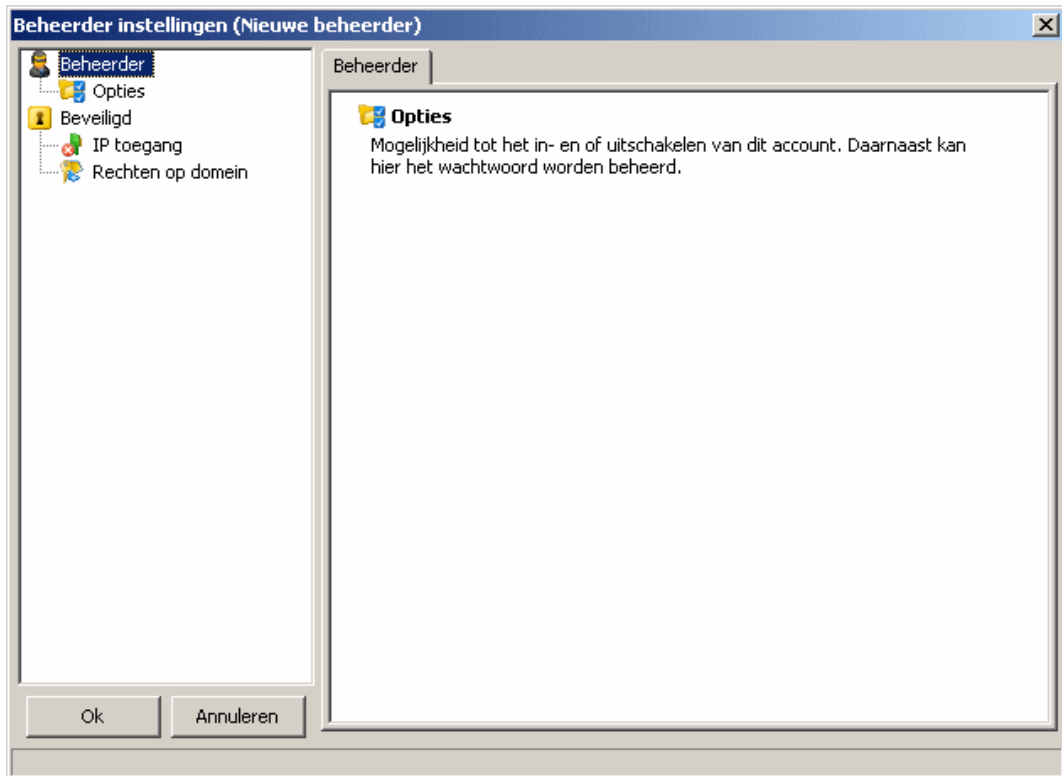 Beheerder instellingen (Nieuwe beheerder)
Beheerder
Opties
Beveiligd
IP toegang
Rechten op domein
Ok
Annuleren
Beheerder
Opties
Mogelijkheid tot het in- en of uitschakelen van dit account. Daarnaast kan
hier het wachtwoord worden beheerd.